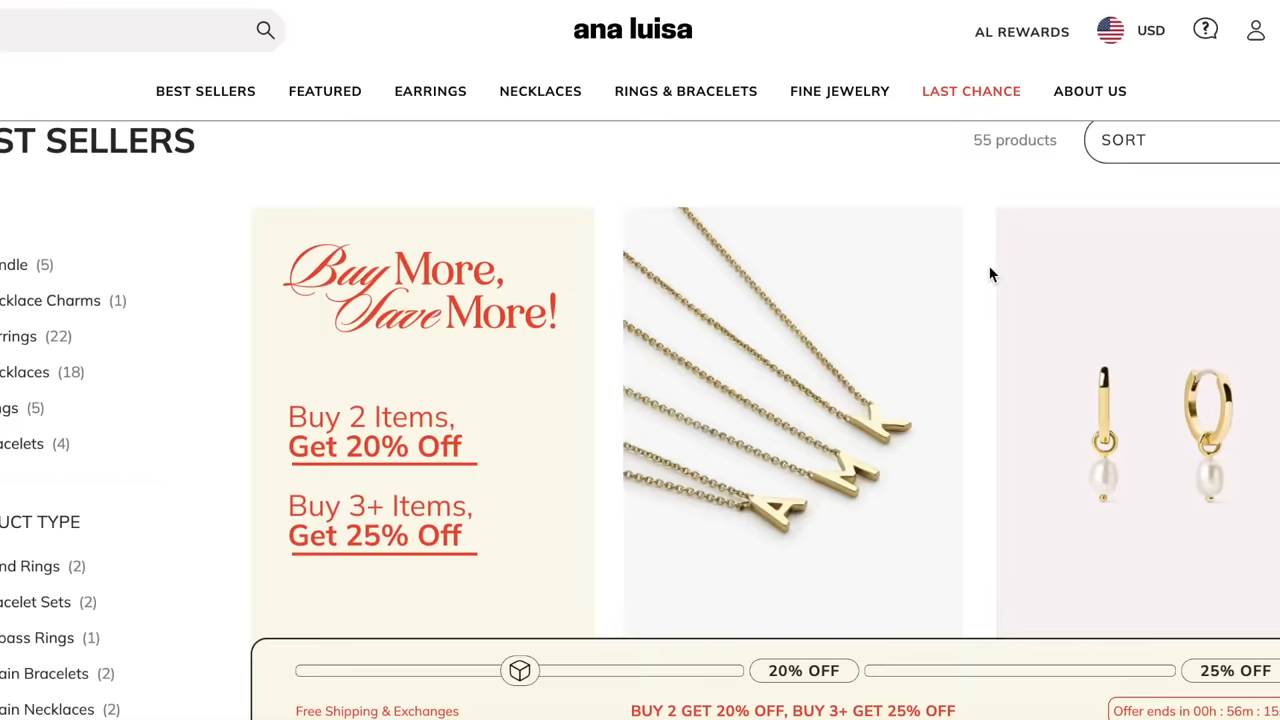 ana luisa
AL REWARDS
USD
BEST SELLERS
FEATURED
EARRINGS
NECKLACES
RINGS & BRACELETS
FINE JEWELRY
LAST CHANCE
ABOUT US
ST SELLERS
55 products
SORT
ndle (5)
cklace Charms (1)
rrings (22)
cklaces (18)
ngs (5)
acelets (4)
UCT TYPE
nd Rings (2)
acelet Sets (2)
pass Rings (1)
ain Bracelets (2)
ain Necklaces (2)
Buy More,
Save More!
Buy 2 Items,
Get 20% Off
Buy 3+ Items,
Get 25% Off
K
M
A
20% OFF
25% OFF
Free Shipping & Exchanges
BUY 2 GET 20% OFF, BUY 3+ GET 25% OFF
Offer ends in 00h : 56m : 15